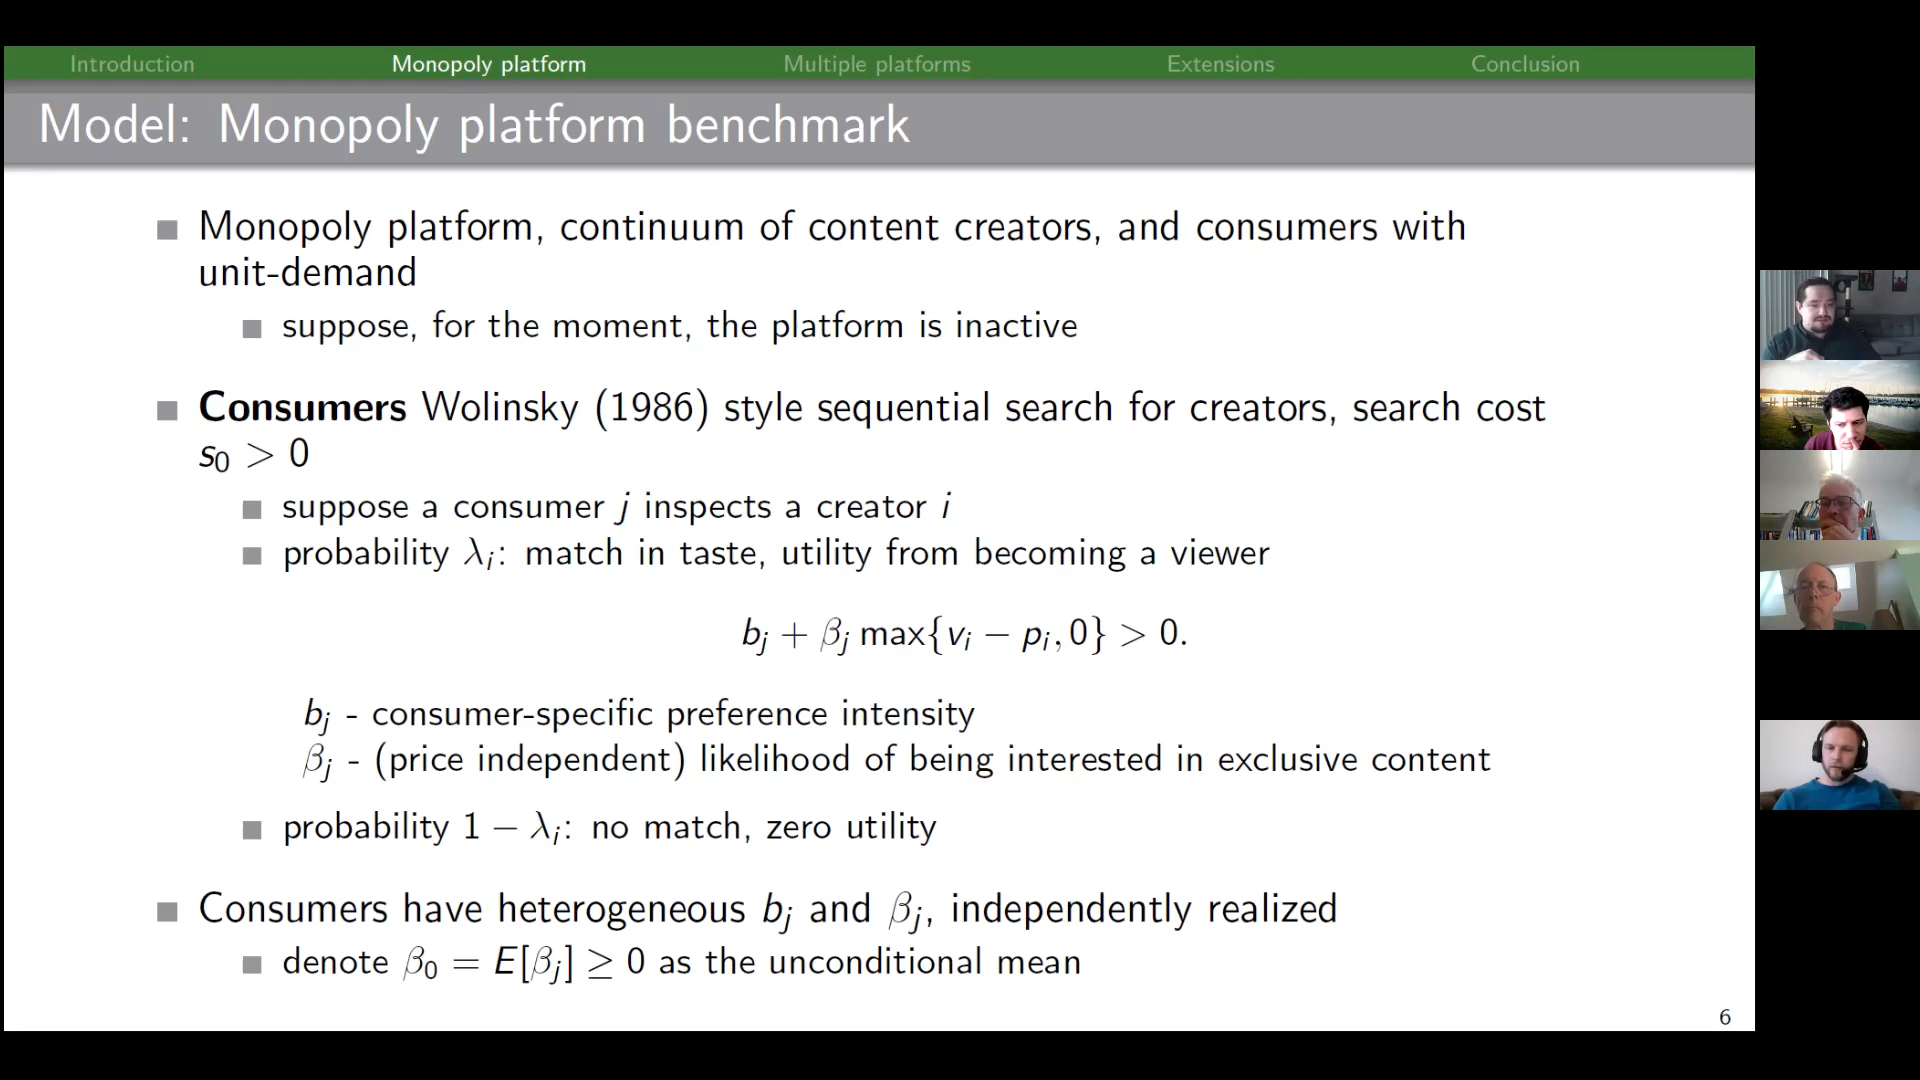 Introduction Monopoly platform Multiple platforms Extensions Conclusion
Model: Monopoly platform benchmark
Monopoly platform, continuum of content creators, and consumers with
unit-demand
suppose, for the moment, the platform is inactive
Consumers Wolinsky (1986) style sequential search for creators, search cost
s₀ > 0
suppose a consumer j inspects a creator i
probability λᵢ: match in taste, utility from becoming a viewer
bⱼ + βⱼ max{vᵢ − pᵢ, 0} > 0.
bⱼ - consumer-specific preference intensity
βⱼ - (price independent) likelihood of being interested in exclusive content
probability 1 − λᵢ: no match, zero utility
Consumers have heterogeneous bⱼ and βⱼ, independently realized
denote β₀ = E[βⱼ] ≥ 0 as the unconditional mean
6